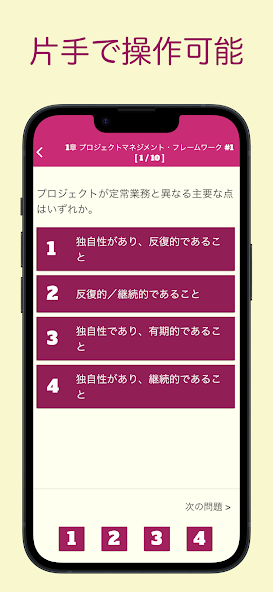 片手で操作可能
1章 プロジェクトマネジメント・フレームワーク #1
[ 1 / 10 ]
プロジェクトが定常業務と異なる主要な点
はいずれか。
1 独自性があり、反復的であるこ
と
2 反復的／継続的であること
3 独自性であり、有期的であるこ
と
4 独自性があり、継続的であるこ
と
次の問題 >
1 2 3 4